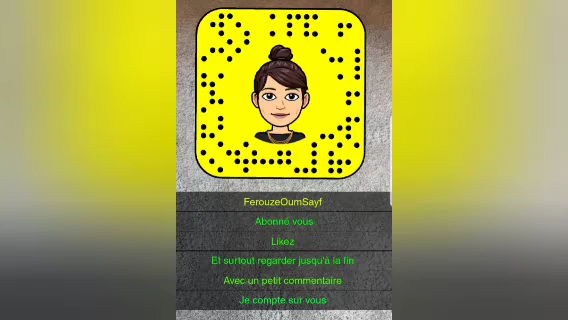 FerouzeOumSayf
Abonné vous
Likez
Et surtout regarder jusqu'à la fin
Avec un petit commentaire
Je compte sur vous